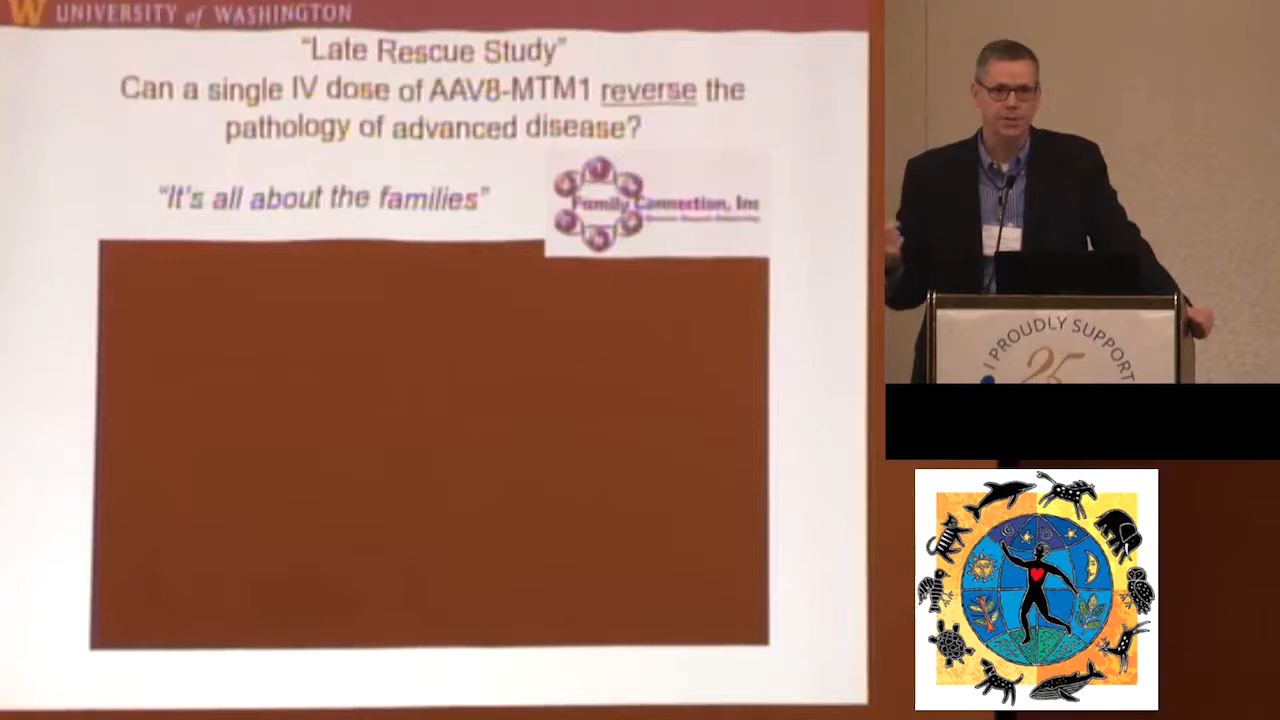 W UNIVERSITY of WASHINGTON
“Late Rescue Study”
Can a single IV dose of AAV8-MTM1 reverse the
pathology of advanced disease?
“It's all about the families”
Family Connection, Inc
I PROUDLY SUPPORT
25